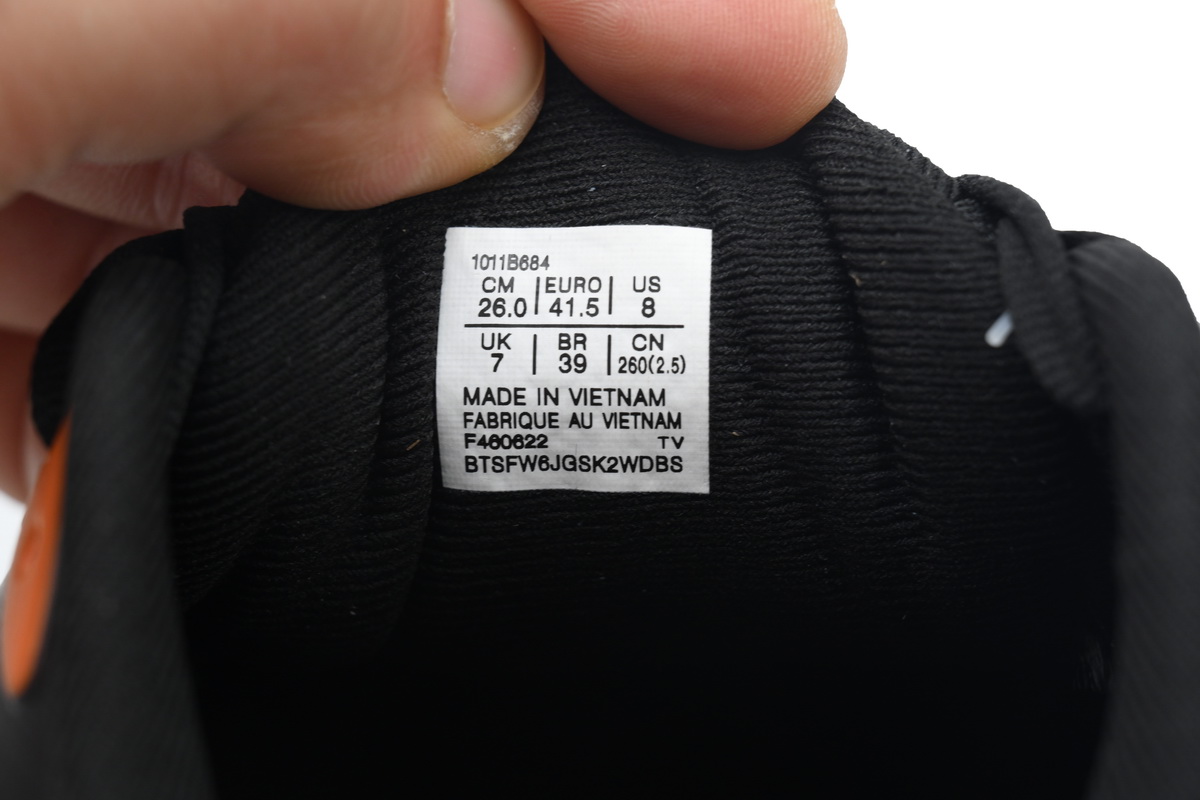 1011B684
CM | EURO | US
26.0 | 41.5 | 8
UK | BR | CN
7 | 39 | 260(2.5)
MADE IN VIETNAM
FABRIQUE AU VIETNAM
F460622 TV
BTSFW6JGSK2WDBS